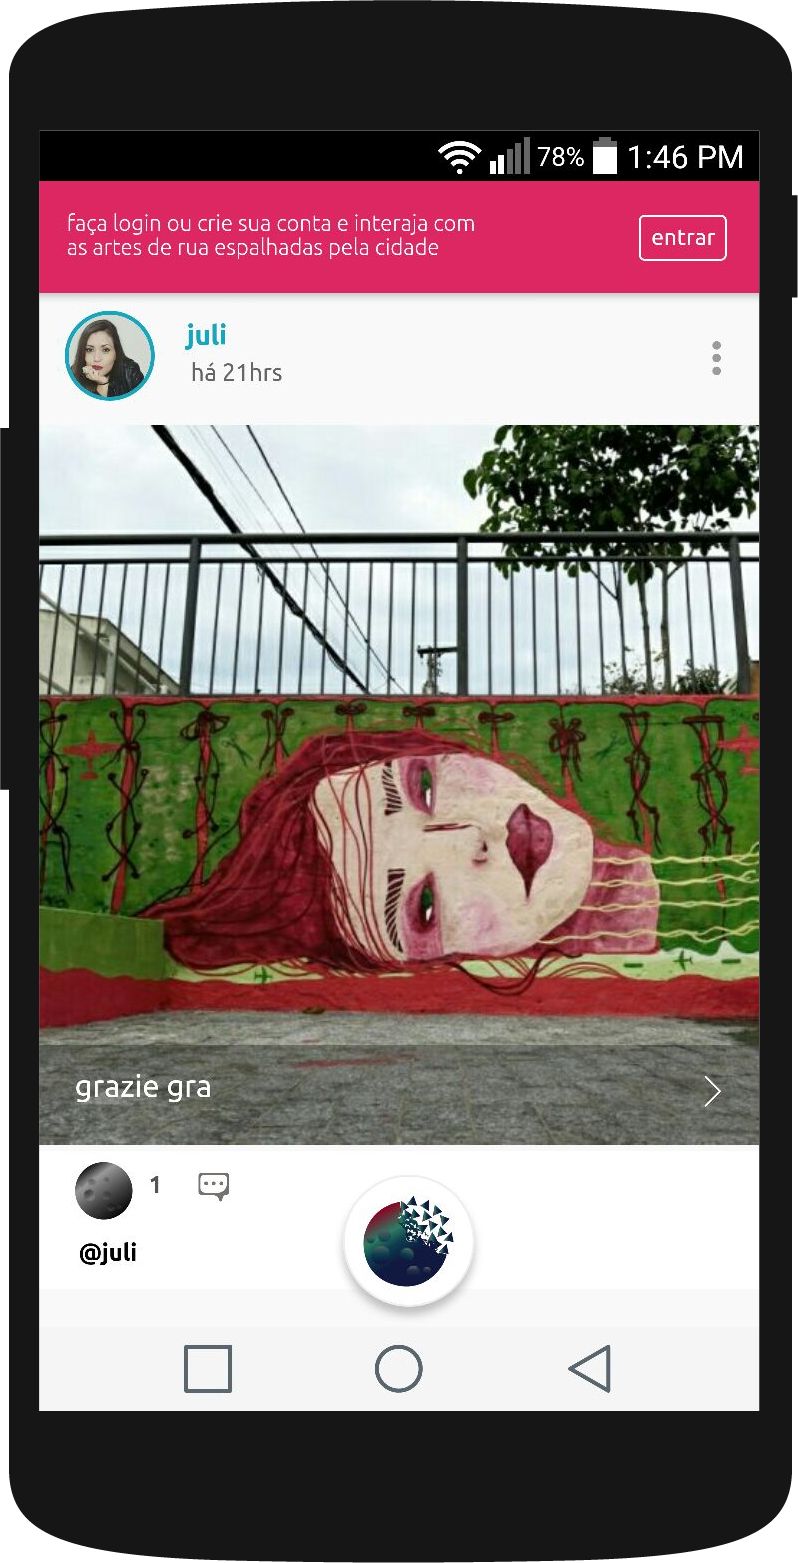 78% 1:46 PM
faça login ou crie sua conta e interaja com
as artes de rua espalhadas pela cidade
entrar
juli
há 21hrs
grazie gra
1
@juli